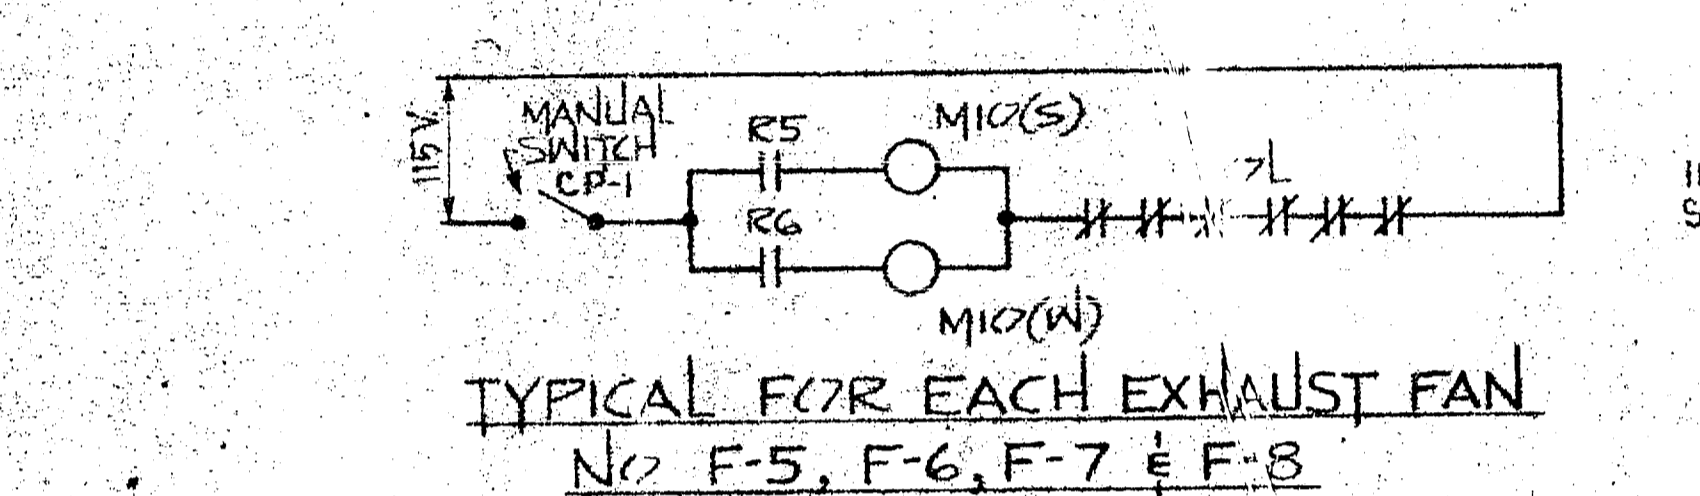 115V
MANUAL
SWITCH
CP-1
R5
M10(S)
R6
M10(W)
TYPICAL FOR EACH EXHAUST FAN
NO F-5, F-6, F-7 & F-8